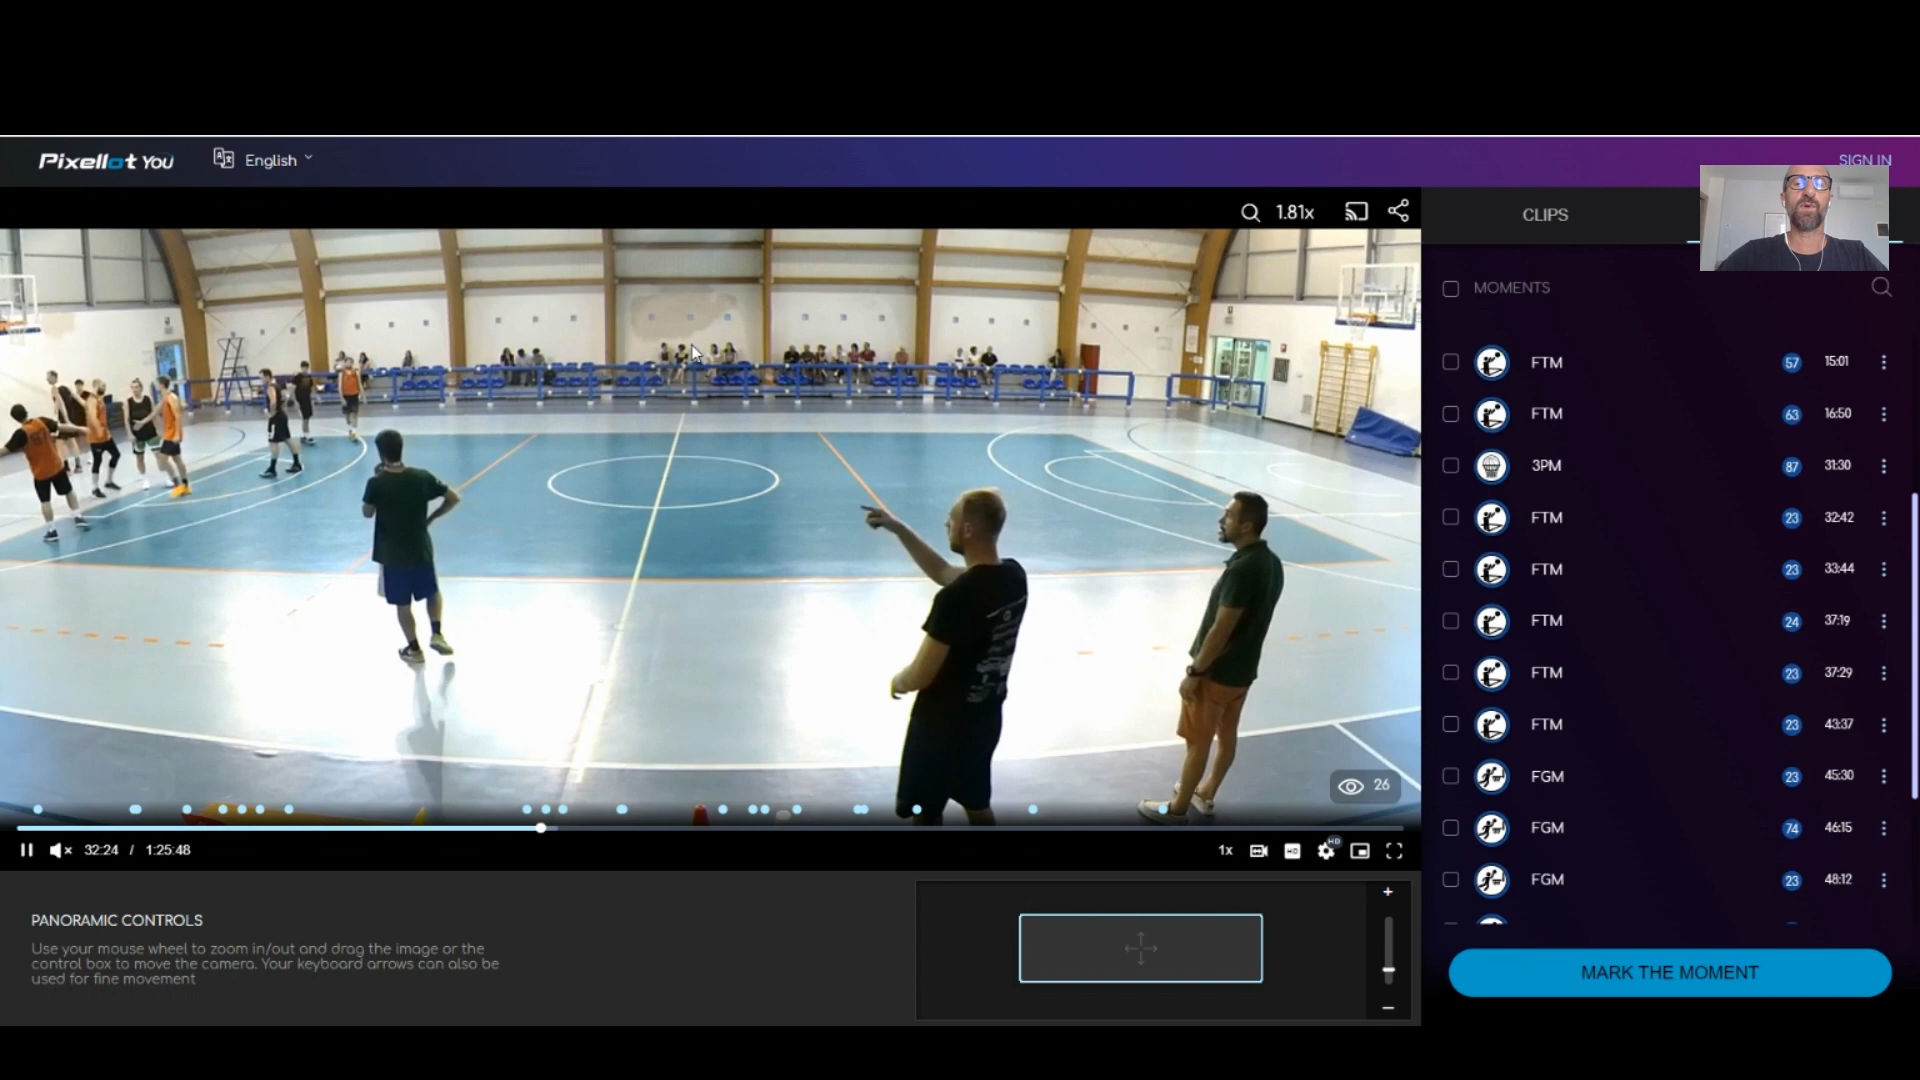 Pixellot You
English
SIGN IN
1.81x
CLIPS
MOMENTS
FTM 57 15:01
FTM 63 16:50
3PM 87 31:30
FTM 23 32:42
FTM 23 33:44
FTM 24 37:19
FTM 23 37:29
FTM 23 43:37
FGM 23 45:30
FGM 74 46:15
FGM 23 48:12
26
32:24 / 1:25:48
1x
HD
HD
PANORAMIC CONTROLS
Use your mouse wheel to zoom in/out and drag the image or the
control box to move the camera. Your keyboard arrows can also be
used for fine movement
MARK THE MOMENT